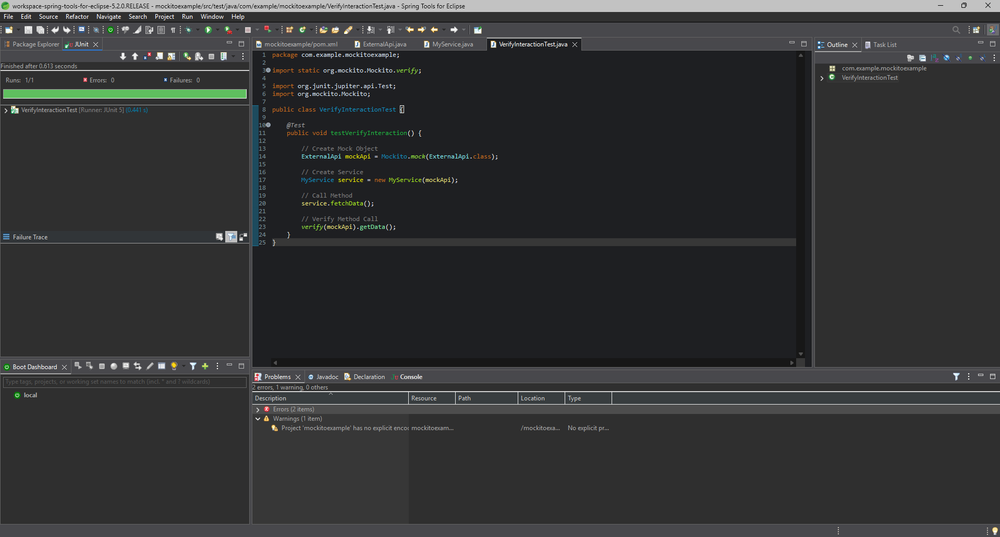 workspace-spring-tools-for-eclipse-5.2.0.RELEASE - mockitoexample/src/test/java/com/example/mockitoexample/VerifyInteractionTest.java - Spring Tools for Eclipse
File Edit Source Refactor Navigate Search Project Run Window Help
Package Explorer JUnit
Finished after 0.613 seconds
Runs: 1/1 Errors: 0 Failures: 0
VerifyInteractionTest [Runner: JUnit 5] (0.441 s)
Failure Trace
Boot Dashboard
Type tags, projects, or working set names to match (incl. * and ? wildcards)
local
mockitoexample/pom.xml ExternalApi.java MyService.java VerifyInteractionTest.java
1 package com.example.mockitoexample;
2
3 import static org.mockito.Mockito.verify;
4
5 import org.junit.jupiter.api.Test;
6 import org.mockito.Mockito;
7
8 public class VerifyInteractionTest {
9
10 @Test
11 public void testVerifyInteraction() {
12
13 // Create Mock Object
14 ExternalApi mockApi = Mockito.mock(ExternalApi.class);
15
16 // Create Service
17 MyService service = new MyService(mockApi);
18
19 // Call Method
20 service.fetchData();
21
22 // Verify Method Call
23 verify(mockApi).getData();
24 }
25 }
Outline Task List
com.example.mockitoexample
VerifyInteractionTest
Problems Javadoc Declaration Console
2 errors, 1 warning, 0 others
Description Resource Path Location Type
Errors (2 items)
Warnings (1 item)
Project 'mockitoexample' has no explicit enco mockitoexam... /mockitoexa... No explicit pr...